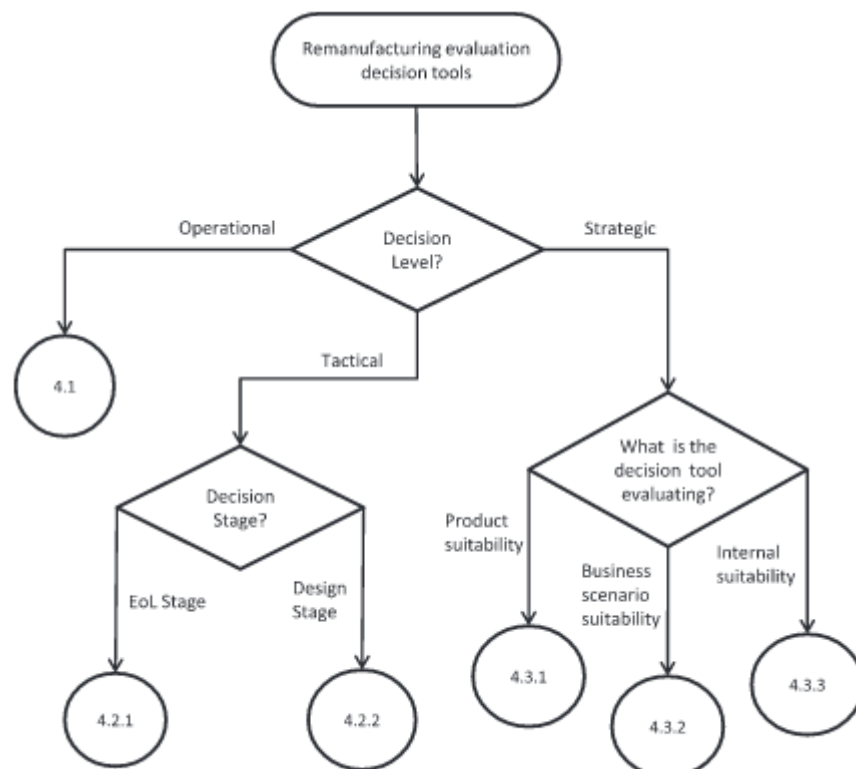 Remanufacturing evaluation
decision tools
Operational
Decision
Level?
Strategic
Tactical
4.1
What is the
decision tool
evaluating?
Decision
Stage?
Product
suitability
Internal
suitability
Business
scenario
suitability
EoL Stage
Design
Stage
4.3.1
4.3.3
4.2.1
4.2.2
4.3.2